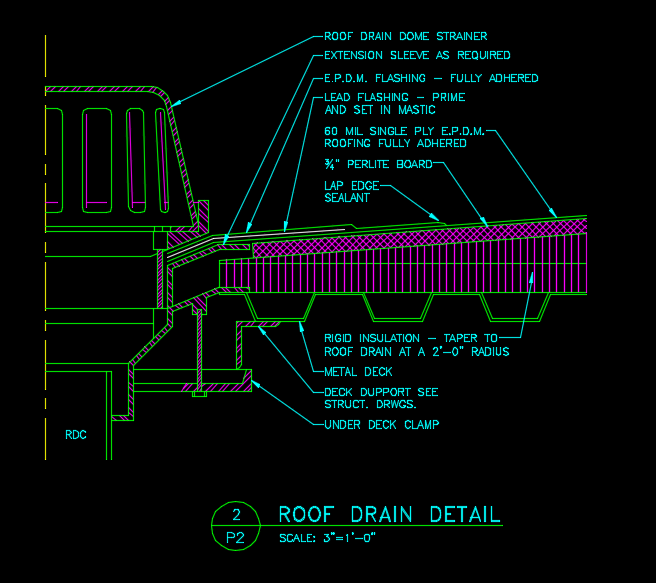 ROOF DRAIN DOME STRAINER
EXTENSION SLEEVE AS REQUIRED
E.P.D.M. FLASHING – FULLY ADHERED
LEAD FLASHING – PRIME
AND SET IN MASTIC
60 MIL SINGLE PLY E.P.D.M.
ROOFING FULLY ADHERED
¾" PERLITE BOARD
LAP EDGE
SEALANT
RIGID INSULATION – TAPER TO
ROOF DRAIN AT A 2'–0" RADIUS
METAL DECK
DECK DUPPORT SEE
STRUCT. DRWGS.
UNDER DECK CLAMP
RDC
2
P2
ROOF DRAIN DETAIL
SCALE: 3"=1'–0"